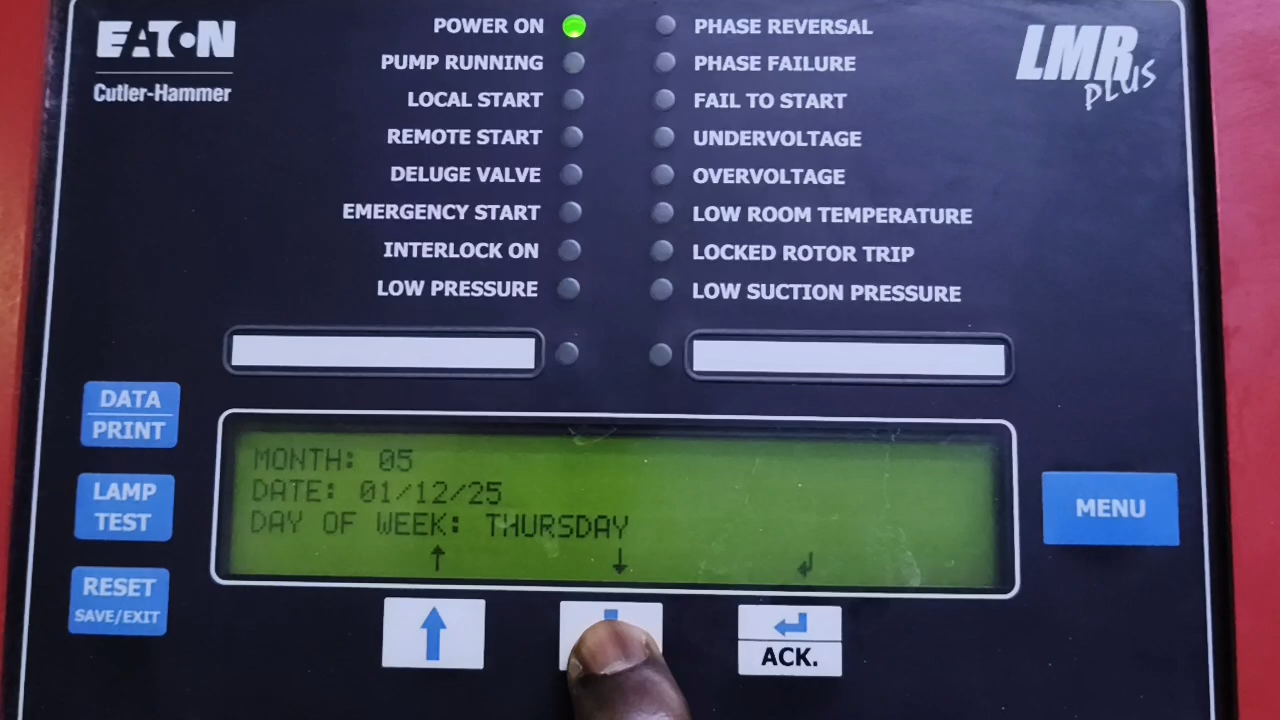 EATON
Cutler-Hammer
LMR
PLUS
POWER ON
PUMP RUNNING
LOCAL START
REMOTE START
DELUGE VALVE
EMERGENCY START
INTERLOCK ON
LOW PRESSURE
PHASE REVERSAL
PHASE FAILURE
FAIL TO START
UNDERVOLTAGE
OVERVOLTAGE
LOW ROOM TEMPERATURE
LOCKED ROTOR TRIP
LOW SUCTION PRESSURE
DATA
PRINT
LAMP
TEST
RESET
SAVE/EXIT
MONTH: 05
DATE: 01/12/25
DAY OF WEEK: THURSDAY
↑ ↓ ↲
MENU
ACK.